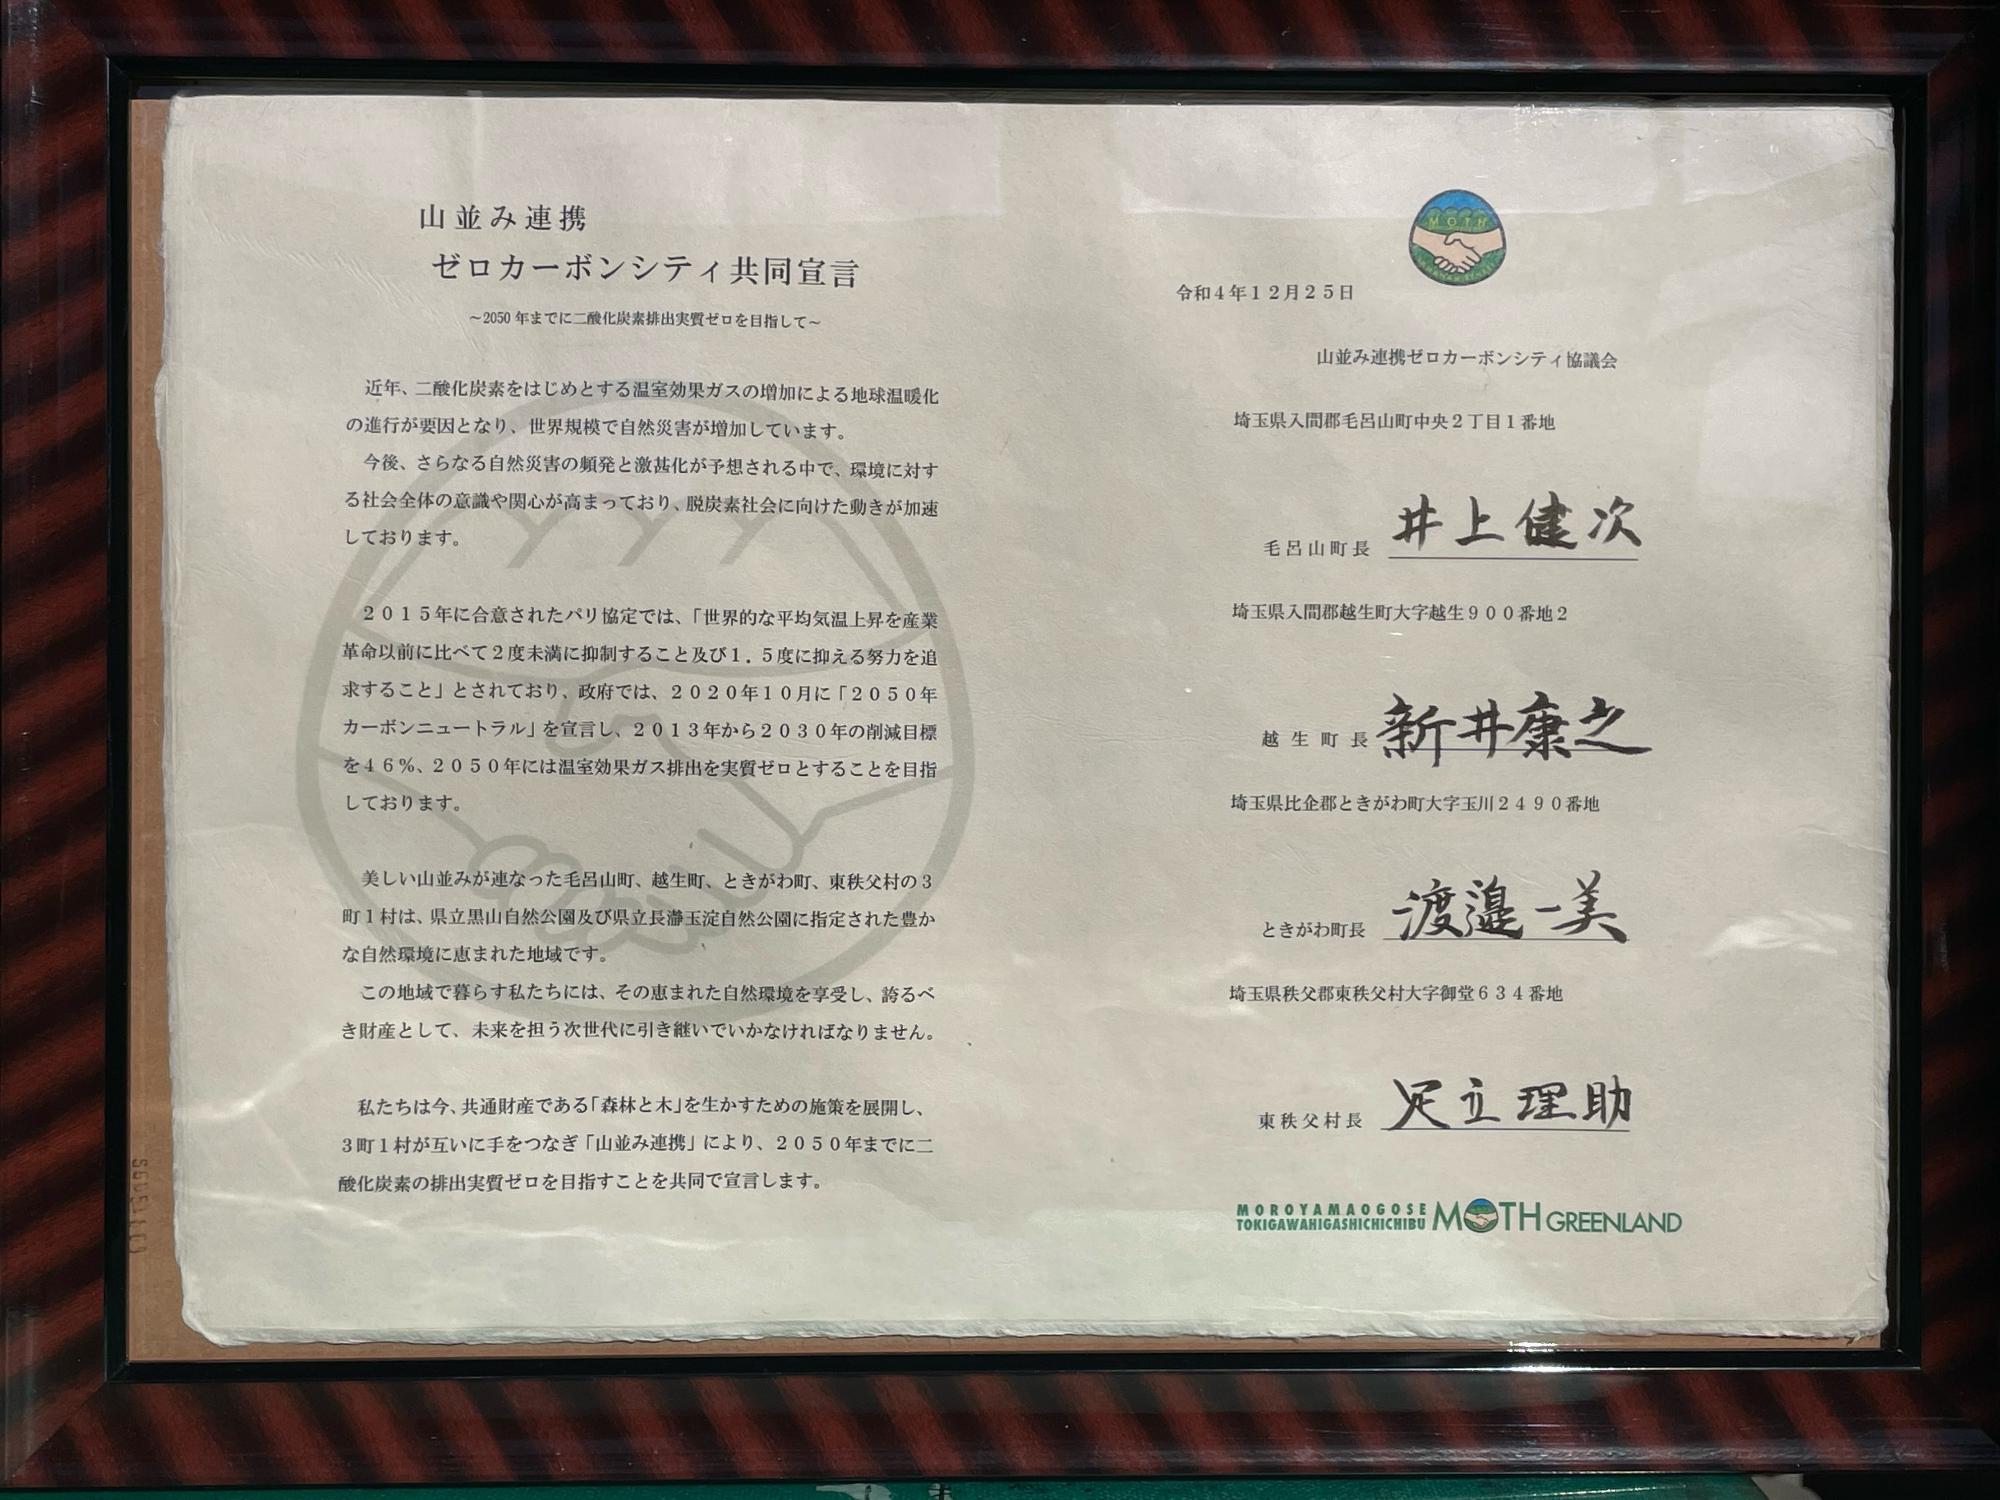 山並み連携
ゼロカーボンシティ共同宣言
～2050年までに二酸化炭素排出実質ゼロを目指して～
近年、二酸化炭素をはじめとする温室効果ガスの増加による地球温暖化
の進行が要因となり、世界規模で自然災害が増加しています。
今後、さらなる自然災害の頻発と激甚化が予想される中で、環境に対す
る社会全体の意識や関心が高まっており、脱炭素社会に向けた動きが加速
しております。
２０１５年に合意されたパリ協定では、「世界的な平均気温上昇を産業
革命以前に比べて２度未満に抑制すること及び１．５度に抑える努力を追
求すること」とされており、政府では、２０２０年１０月に「２０５０年
カーボンニュートラル」を宣言し、２０１３年から２０３０年の削減目標
を４６％、２０５０年には温室効果ガス排出を実質ゼロとすることを目指
しております。
美しい山並みが連なった毛呂山町、越生町、ときがわ町、東秩父村の３
町１村は、県立黒山自然公園及び県立長瀞玉淀自然公園に指定された豊か
な自然環境に恵まれた地域です。
この地域で暮らす私たちには、その恵まれた自然環境を享受し、誇るべ
き財産として、未来を担う次世代に引き継いでいかなければなりません。
私たちは今、共通財産である「森林と木」を生かすための施策を展開し、
３町１村が互いに手をつなぎ「山並み連携」により、２０５０年までに二
酸化炭素の排出実質ゼロを目指すことを共同で宣言します。
MOTH
令和４年１２月２５日
山並み連携ゼロカーボンシティ協議会
埼玉県入間郡毛呂山町中央２丁目１番地
毛呂山町長 井上健次
埼玉県入間郡越生町大字越生９００番地２
越生町長 新井康之
埼玉県比企郡ときがわ町大字玉川２４９０番地
ときがわ町長 渡邉一美
埼玉県秩父郡東秩父村大字御堂６３４番地
東秩父村長 足立理助
MOROYAMAOGOSE
TOKIGAWAHIGASHICHICHIBU MOTH GREENLAND